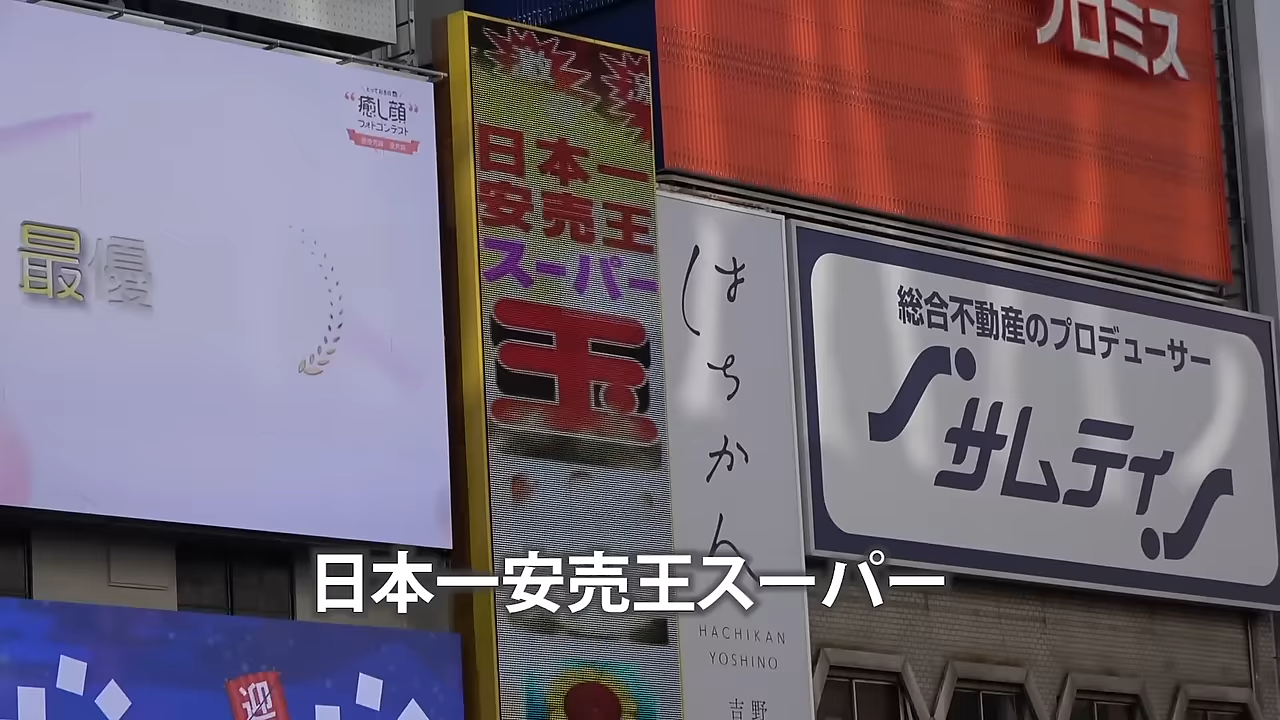 癒し顔
フォトコンテスト
最優
日本一
安売王
スーパー
玉
プロミス
はちかん
HACHIKAN
YOSHINO
吉野
総合不動産のプロデューサー
サムティ
日本一安売王スーパー
迎